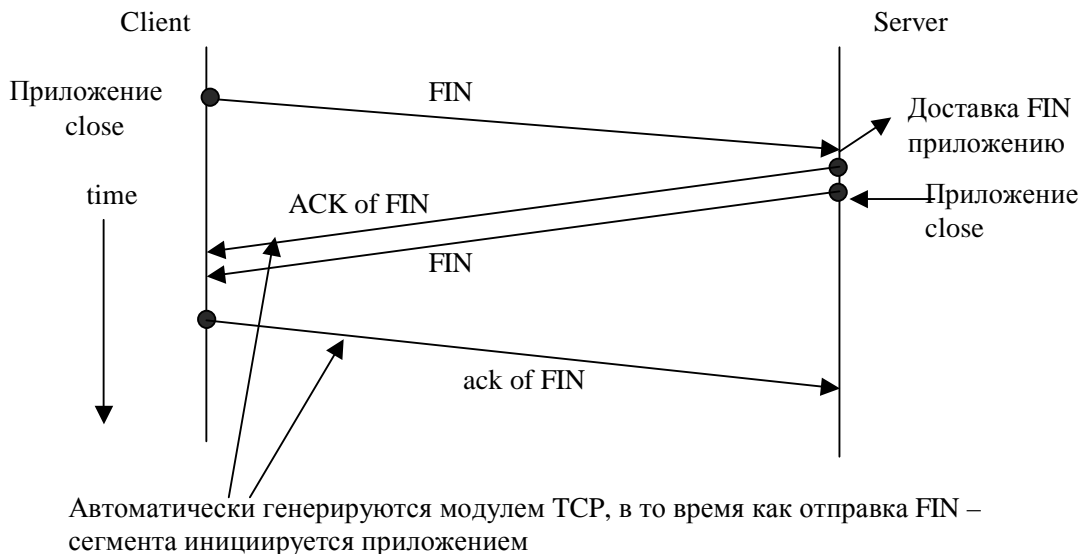 Client
Server
Приложение
close
FIN
Доставка FIN
приложению
time
ACK of FIN
Приложение
close
FIN
ack of FIN
Автоматически генерируются модулем TCP, в то время как отправка FIN –
сегмента инициируется приложением